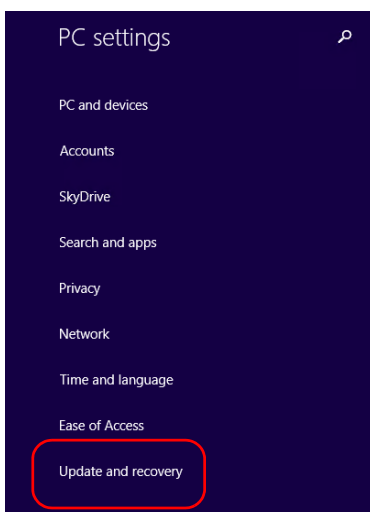 PC settings
PC and devices
Accounts
SkyDrive
Search and apps
Privacy
Network
Time and language
Ease of Access
Update and recovery